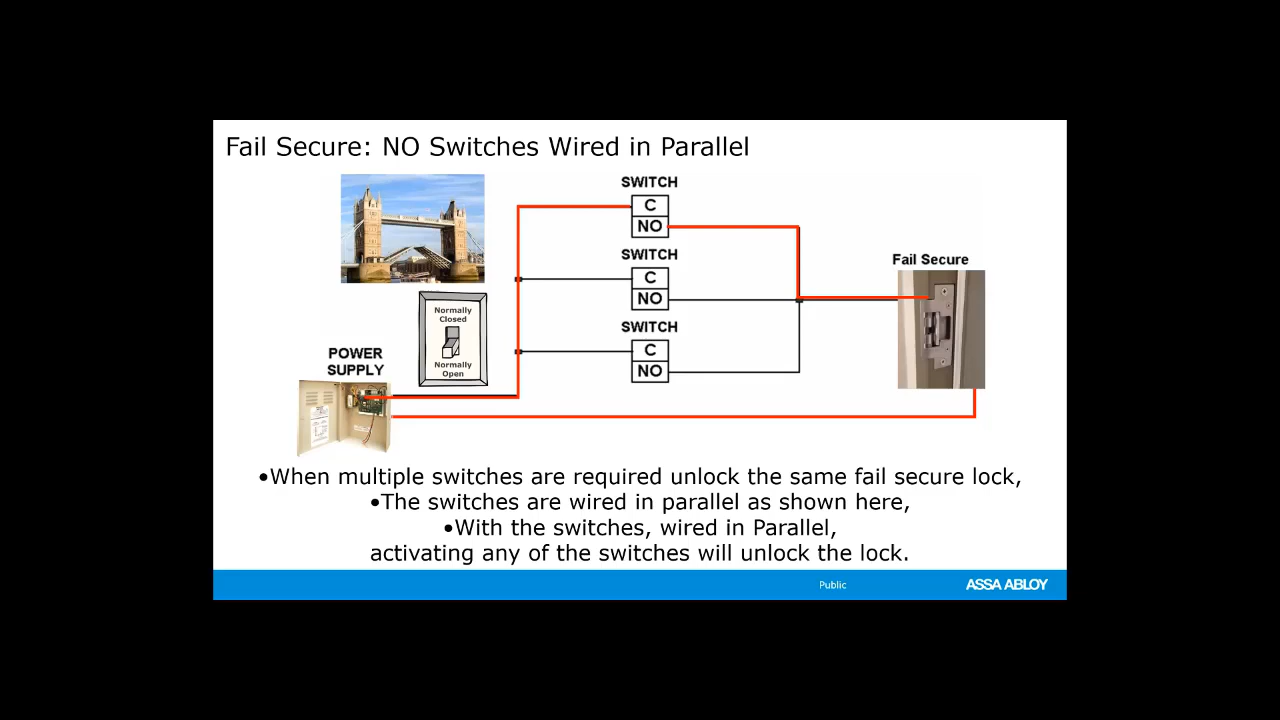 Fail Secure: NO Switches Wired in Parallel
SWITCH
C
NO
SWITCH
C
NO
SWITCH
C
NO
Fail Secure
Normally
Closed
Normally
Open
POWER
SUPPLY
•When multiple switches are required unlock the same fail secure lock,
•The switches are wired in parallel as shown here,
•With the switches, wired in Parallel,
activating any of the switches will unlock the lock.
Public
ASSA ABLOY